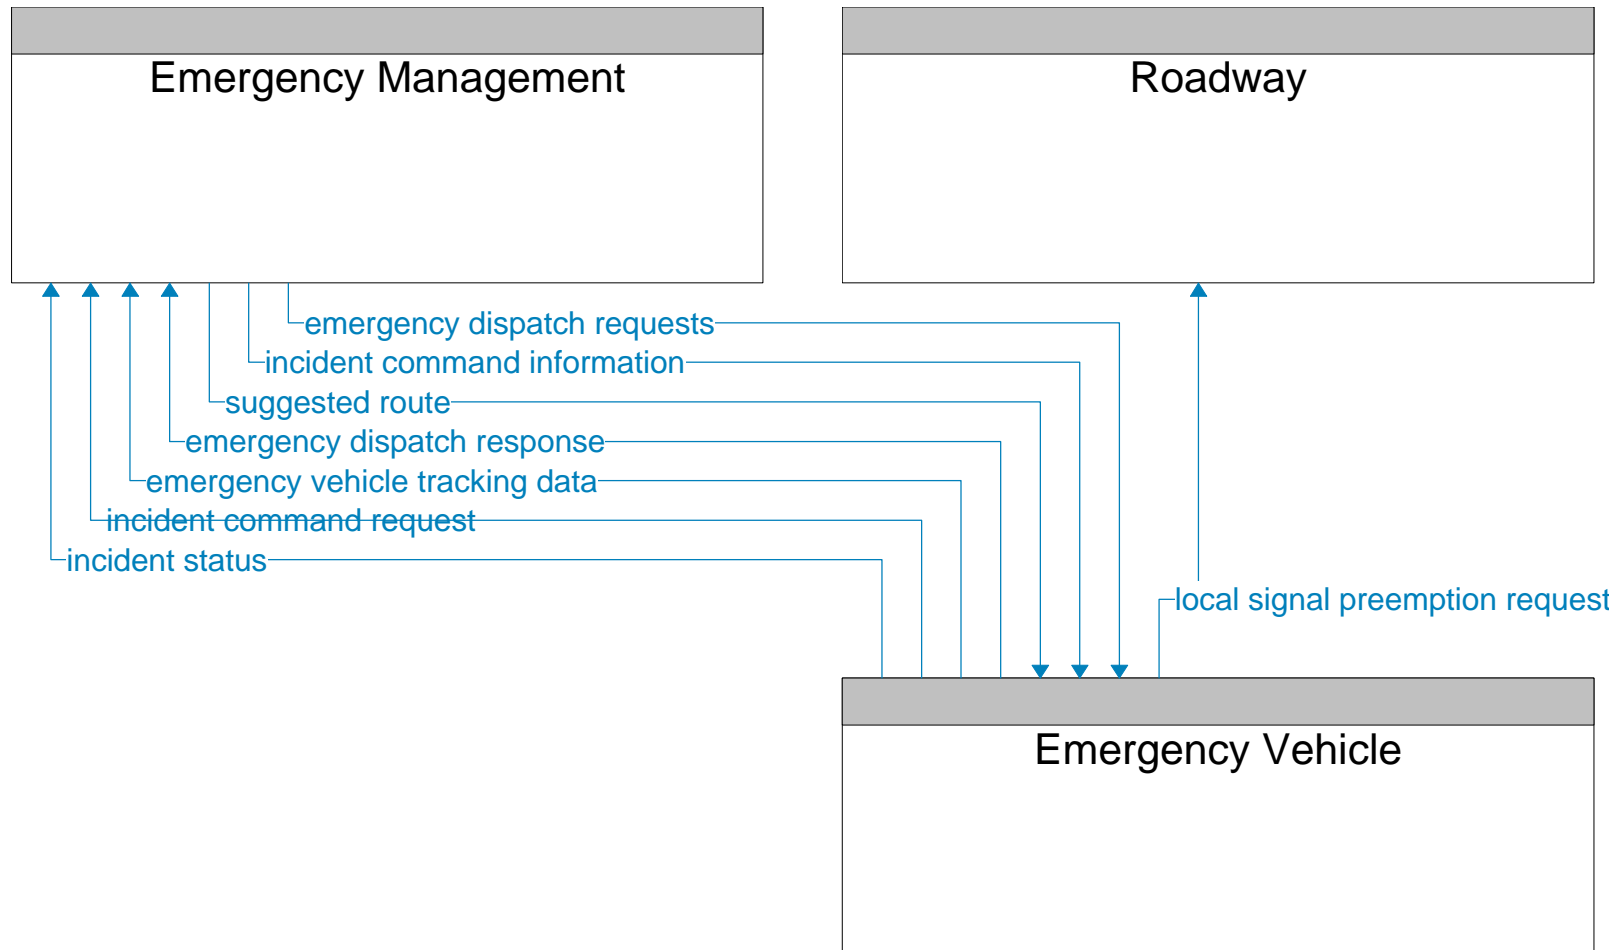 Emergency Management
Roadway
emergency dispatch requests
incident command information
suggested route
emergency dispatch response
emergency vehicle tracking data
incident command request
incident status
local signal preemption request
Emergency Vehicle